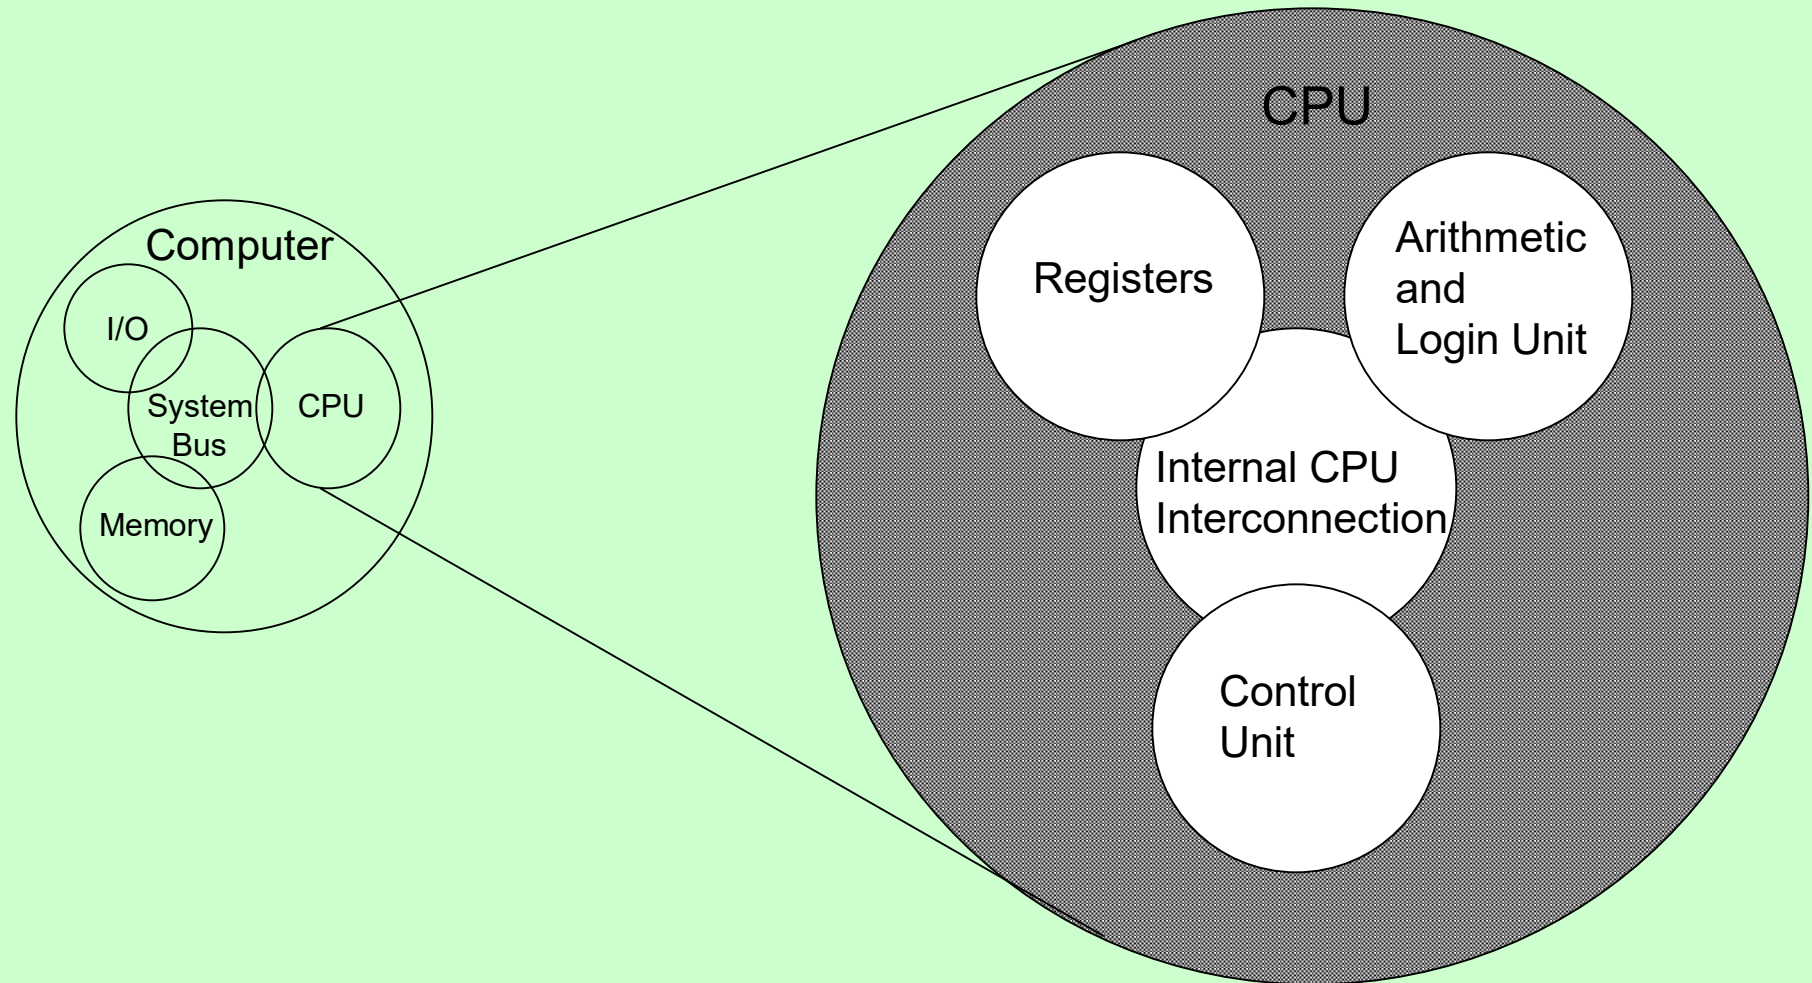 Computer
I/O
System
Bus
CPU
Memory
CPU
Registers
Arithmetic
and
Login Unit
Internal CPU
Interconnection
Control
Unit